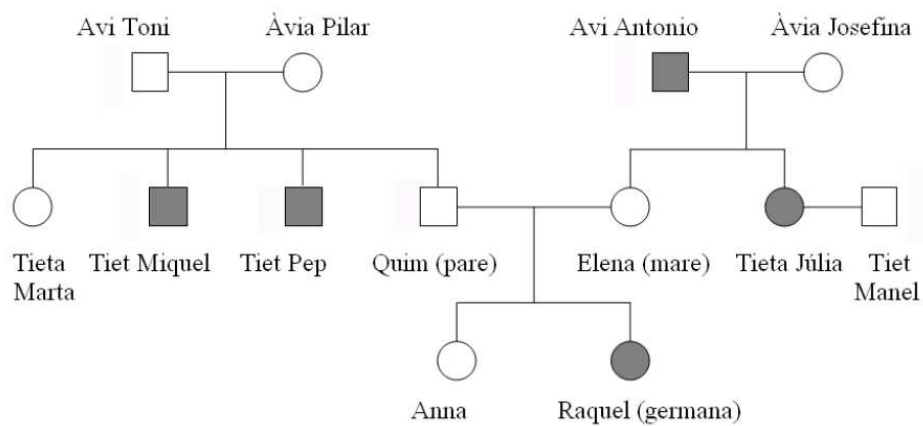 Avi Toni Àvia Pilar Avi Antonio Àvia Josefina
Tieta Tiet Miquel Tiet Pep Quim (pare) Elena (mare) Tieta Júlia Tiet
Marta Manel
Anna Raquel (germana)